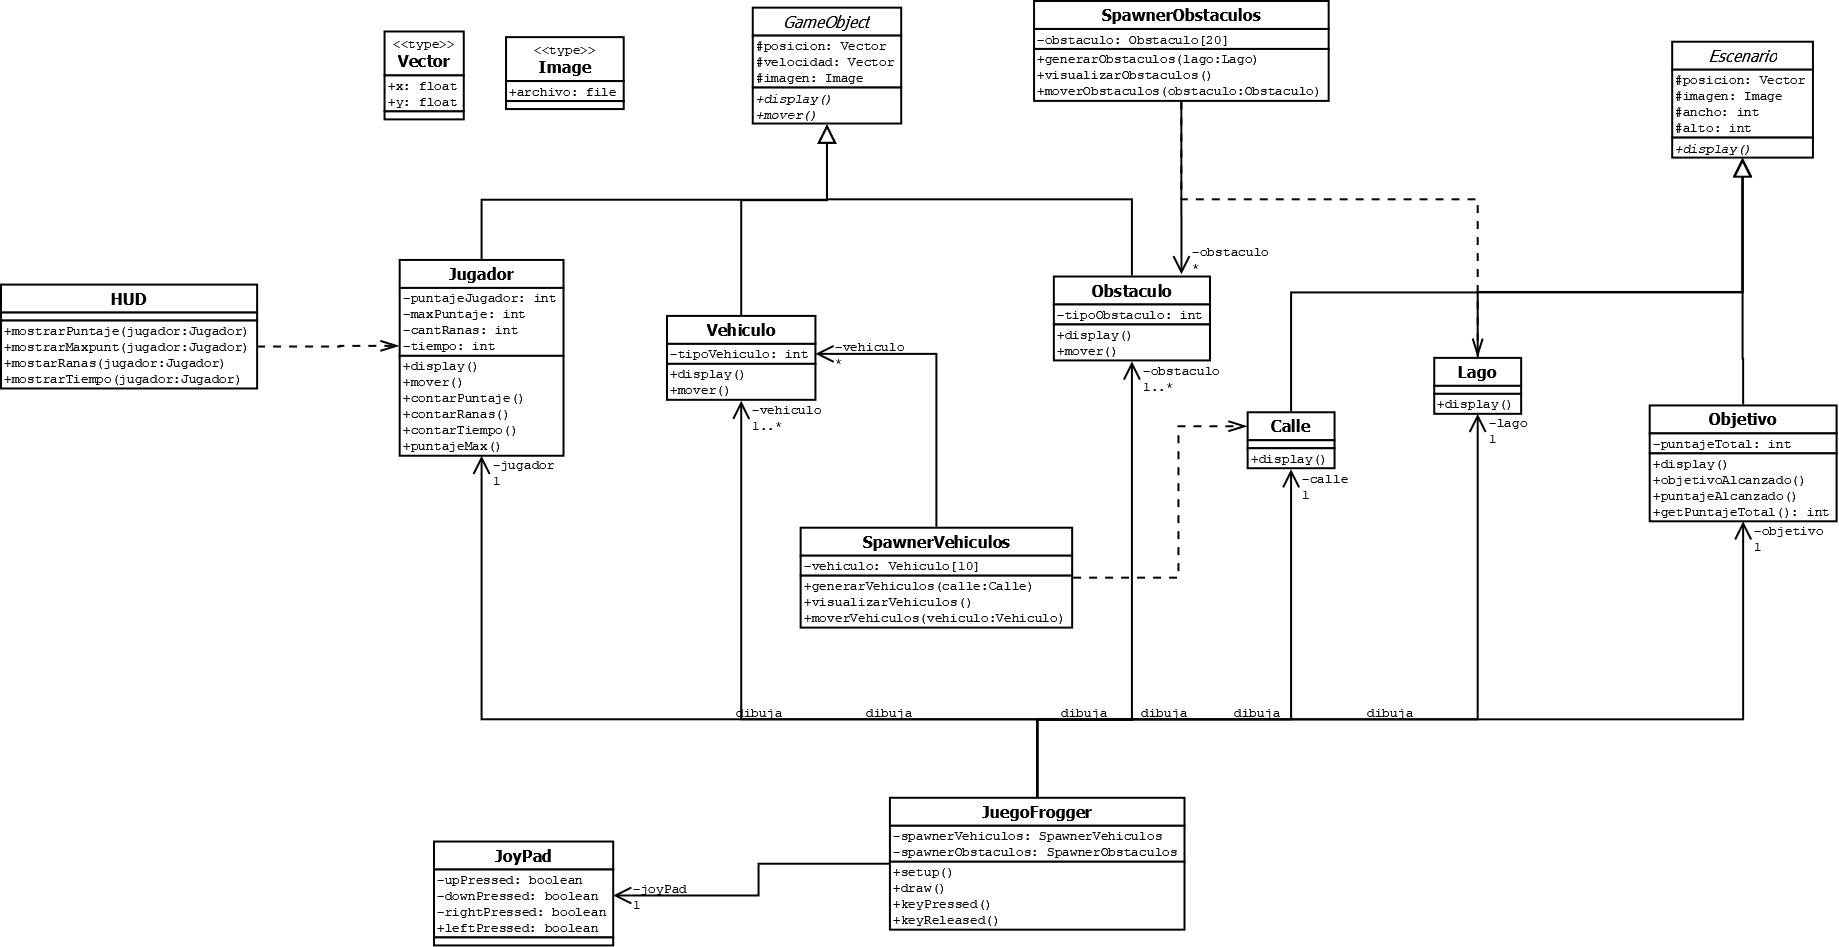 <<type>>
Vector
+x: float
+y: float
<<type>>
Image
+archivo: file
GameObject
#posicion: Vector
#velocidad: Vector
#imagen: Image
+display()
+mover()
SpawnerObstaculos
-obstaculo: Obstaculo[20]
+generarObstaculos(lago:Lago)
+visualizarObstaculos()
+moverObstaculos(obstaculo:Obstaculo)
Escenario
#posicion: Vector
#imagen: Image
#ancho: int
#alto: int
+display()
HUD
+mostrarPuntaje(jugador:Jugador)
+mostrarMaxpunt(jugador:Jugador)
+mostarRanas(jugador:Jugador)
+mostrarTiempo(jugador:Jugador)
Jugador
-puntajeJugador: int
-maxPuntaje: int
-cantRanas: int
-tiempo: int
+display()
+mover()
+contarPuntaje()
+contarRanas()
+contarTiempo()
+puntajeMax()
-jugador
1
Vehiculo
-tipoVehiculo: int
+display()
+mover()
-vehiculo
*
-vehiculo
1..*
-obstaculo
*
Obstaculo
-tipoObstaculo: int
+display()
+mover()
-obstaculo
1..*
Calle
+display()
-calle
1
Lago
+display()
-lago
1
Objetivo
-puntajeTotal: int
+display()
+objetivoAlcanzado()
+puntajeAlcanzado()
+getPuntajeTotal(): int
-objetivo
1
SpawnerVehiculos
-vehiculo: Vehiculo[10]
+generarVehiculos(calle:Calle)
+visualizarVehiculos()
+moverVehiculos(vehiculo:Vehiculo)
dibuja dibuja dibuja dibuja dibuja dibuja
JuegoFrogger
-spawnerVehiculos: SpawnerVehiculos
-spawnerObstaculos: SpawnerObstaculos
+setup()
+draw()
+keyPressed()
+keyReleased()
-joyPad
1
JoyPad
-upPressed: boolean
-downPressed: boolean
-rightPressed: boolean
+leftPressed: boolean